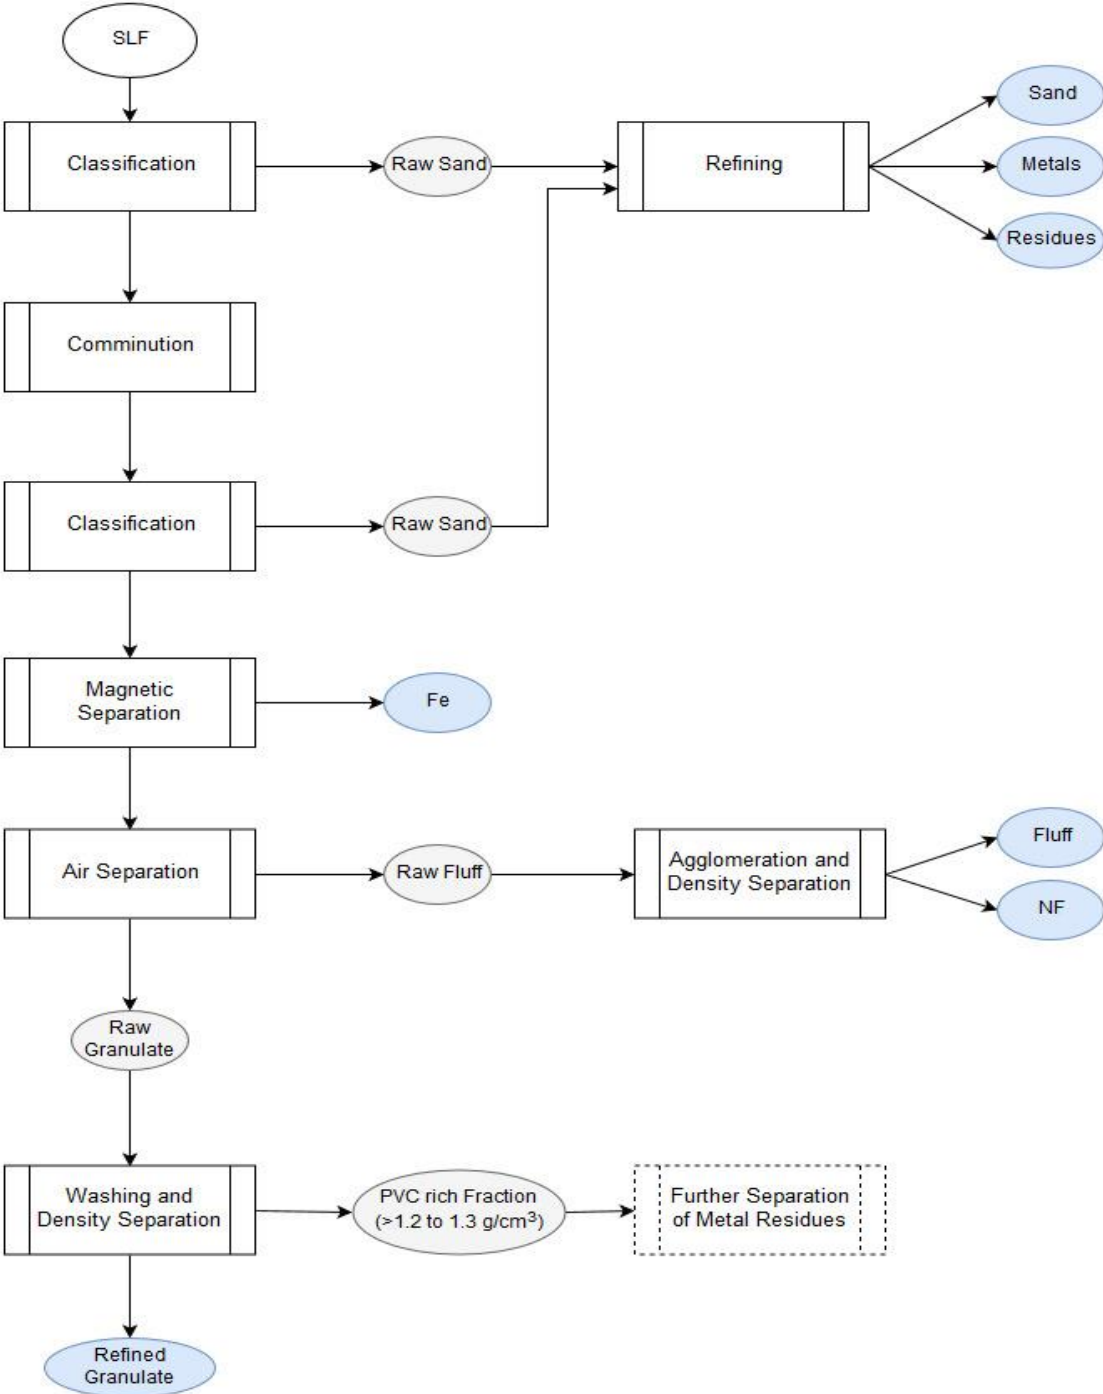 SLF
Classification
Raw Sand
Refining
Sand
Metals
Residues
Comminution
Classification
Raw Sand
Magnetic
Separation
Fe
Air Separation
Raw Fluff
Agglomeration and
Density Separation
Fluff
NF
Raw
Granulate
Washing and
Density Separation
PVC rich Fraction
(>1.2 to 1.3 g/cm³)
Further Separation
of Metal Residues
Refined
Granulate